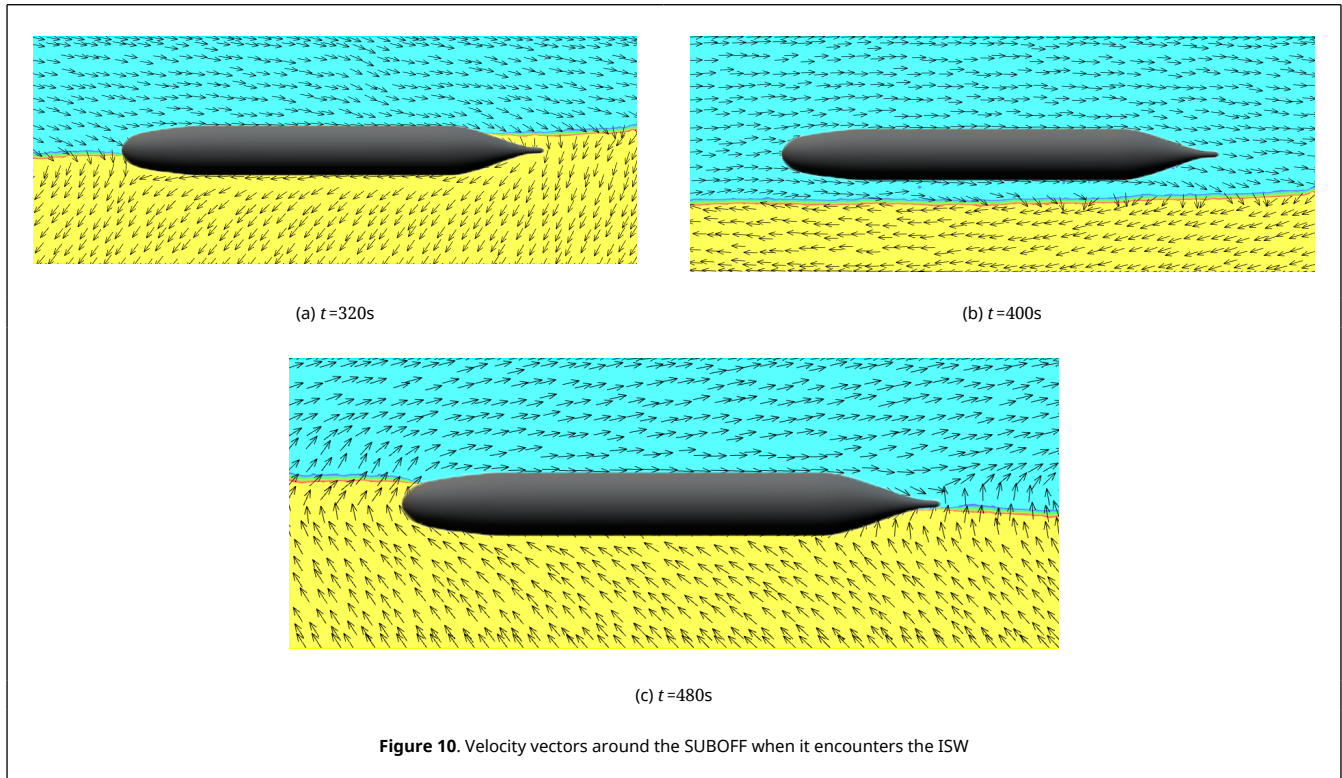 (a) t=320s
(b) t=400s
(c) t=480s
Figure 10. Velocity vectors around the SUBOFF when it encounters the ISW